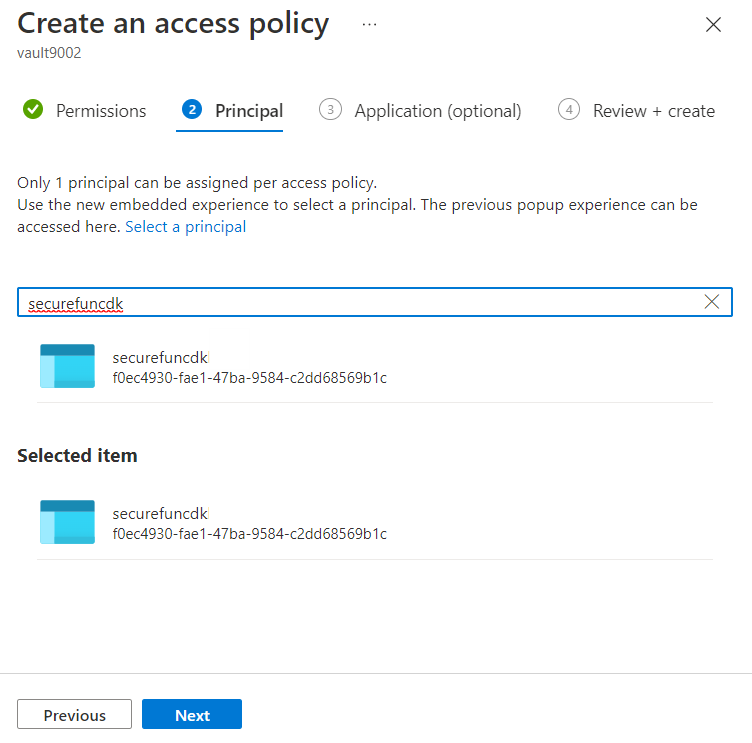 Create an access policy ...
vault9002
Permissions
2 Principal
3 Application (optional)
4 Review + create
Only 1 principal can be assigned per access policy.
Use the new embedded experience to select a principal. The previous popup experience can be
accessed here. Select a principal
securefuncdk
securefuncdk
f0ec4930-fae1-47ba-9584-c2dd68569b1c
Selected item
securefuncdk
f0ec4930-fae1-47ba-9584-c2dd68569b1c
Previous
Next